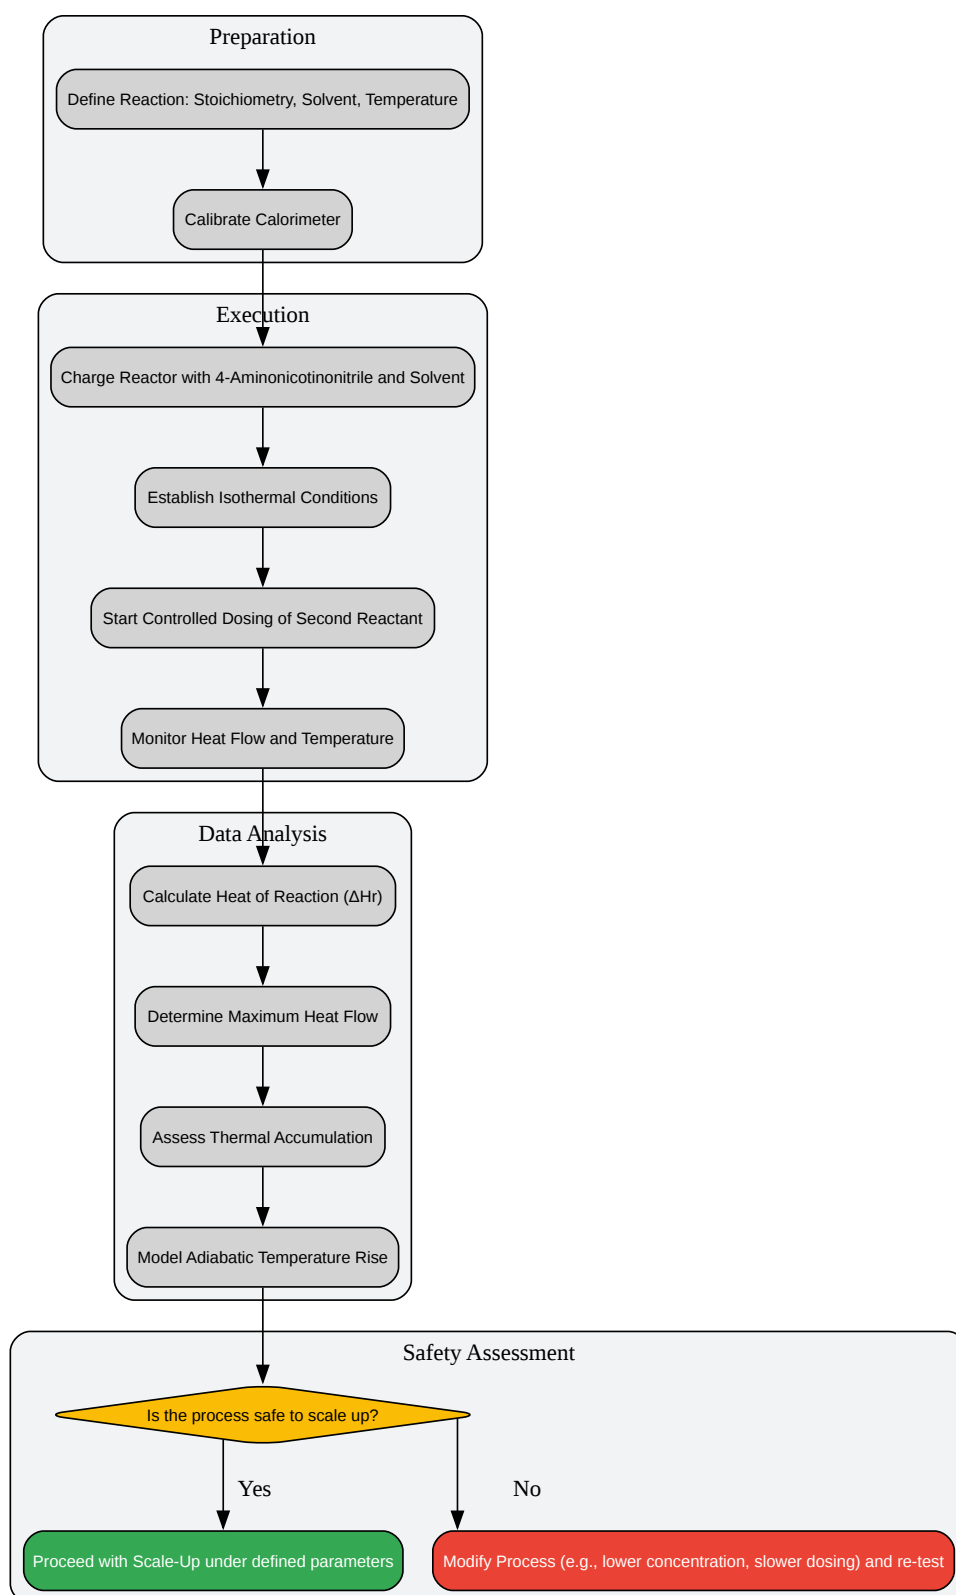 Preparation
Define Reaction: Stoichiometry, Solvent, Temperature
Calibrate Calorimeter
Execution
Charge Reactor with 4-Aminonicotinonitrile and Solvent
Establish Isothermal Conditions
Start Controlled Dosing of Second Reactant
Monitor Heat Flow and Temperature
Data Analysis
Calculate Heat of Reaction (ΔHr)
Determine Maximum Heat Flow
Assess Thermal Accumulation
Model Adiabatic Temperature Rise
Safety Assessment
Is the process safe to scale up?
Yes
No
Proceed with Scale-Up under defined parameters
Modify Process (e.g., lower concentration, slower dosing) and re-test